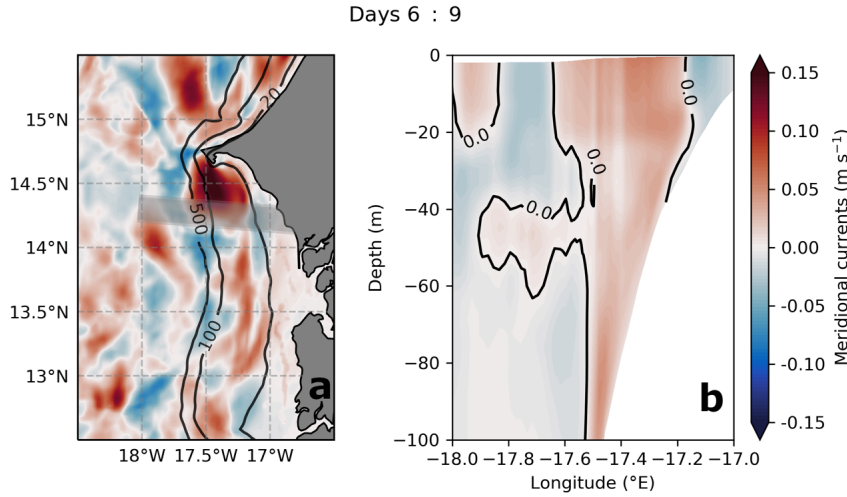 Days 6 : 9
15°N
14.5°N
14°N
13.5°N
13°N
18°W 17.5°W 17°W
20
500
100
a
0
−20
−40
−60
−80
−100
Depth (m)
−18.0 −17.8 −17.6 −17.4 −17.2 −17.0
Longitude (°E)
0.0
0.0
0.0
0.0
b
0.15
0.10
0.05
0.00
-0.05
-0.10
-0.15
Meridional currents (m s⁻¹)